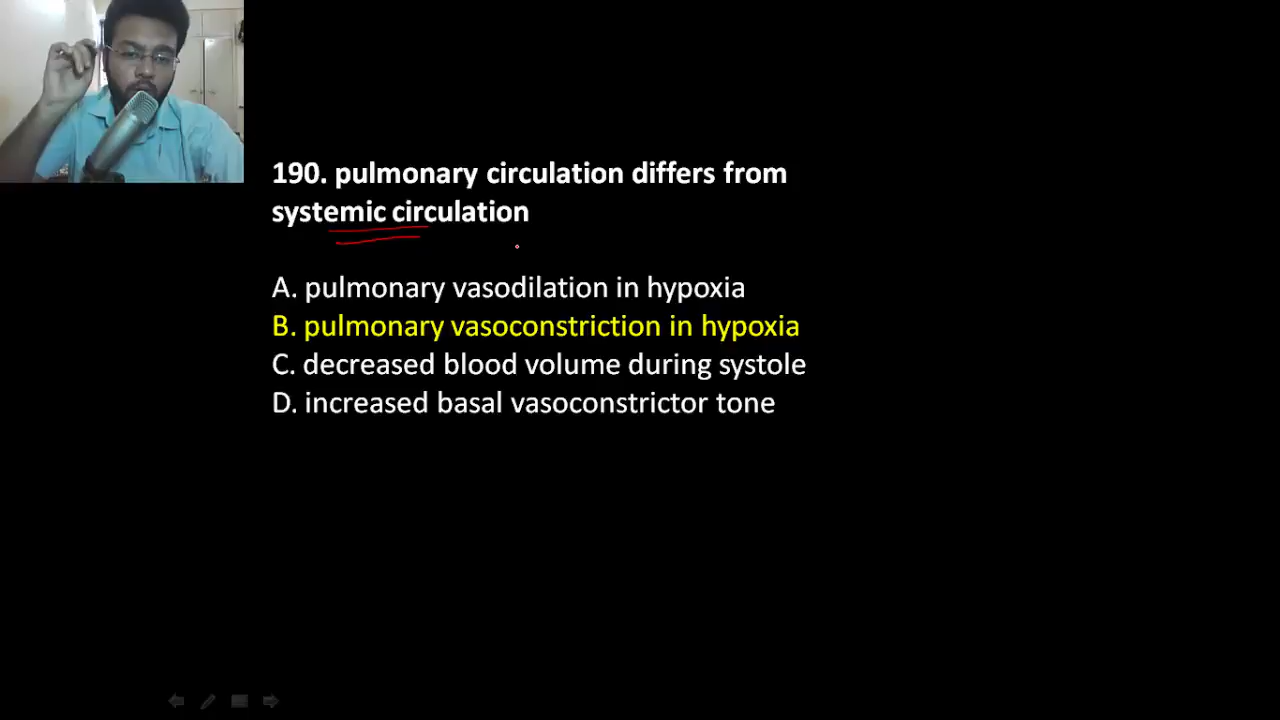 190. pulmonary circulation differs from
systemic circulation
A. pulmonary vasodilation in hypoxia
B. pulmonary vasoconstriction in hypoxia
C. decreased blood volume during systole
D. increased basal vasoconstrictor tone